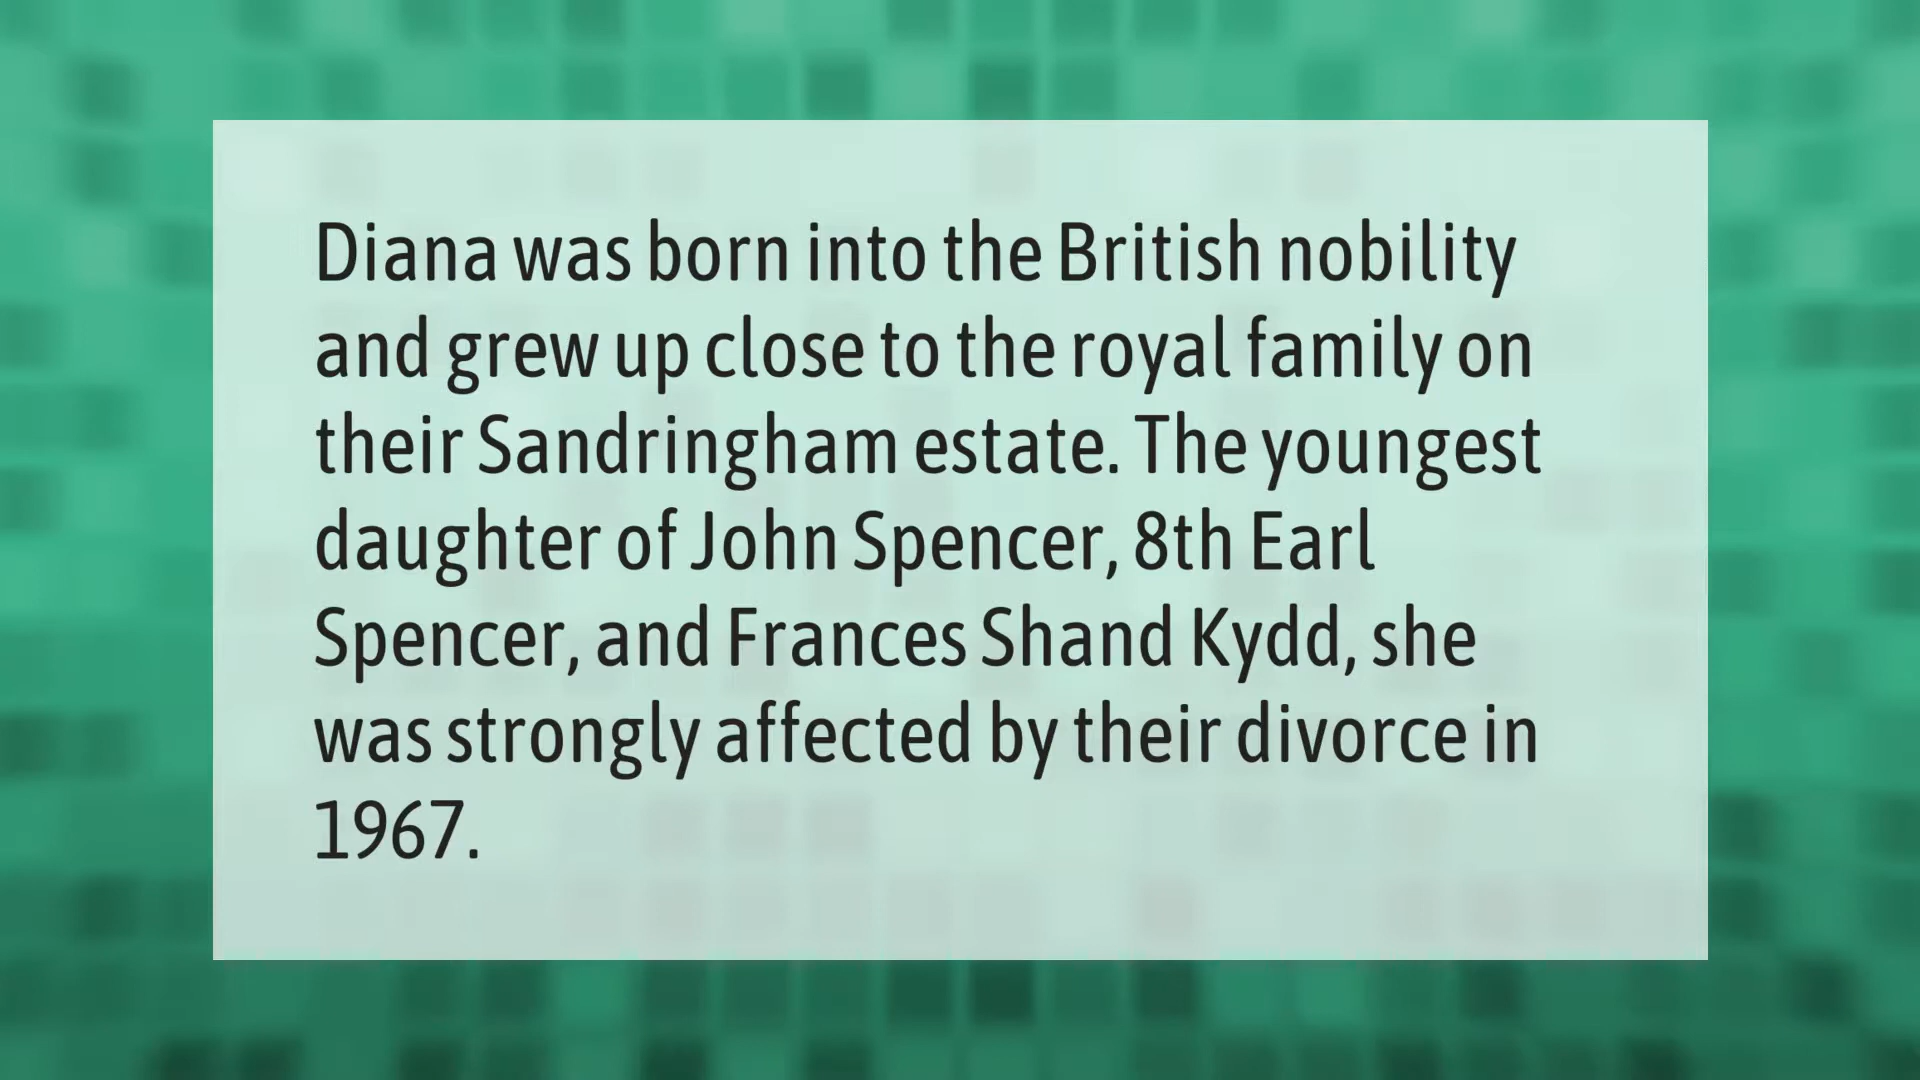 Diana was born into the British nobility
and grew up close to the royal family on
their Sandringham estate. The youngest
daughter of John Spencer, 8th Earl
Spencer, and Frances Shand Kydd, she
was strongly affected by their divorce in
1967.